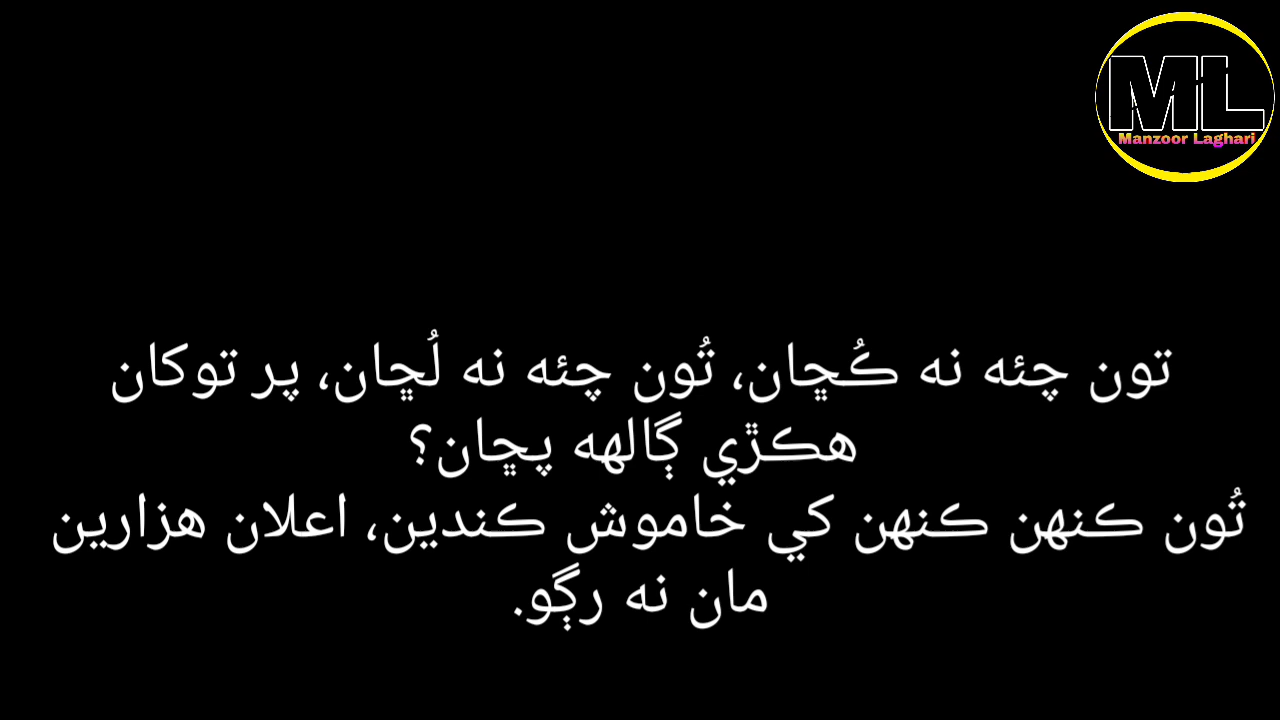 ML
Manzoor Laghari
تون چئه نه ڪُڇان، تُون چئه نه لُڇان، پر توکان
هڪڙي ڳالهه پڇان؟
تُون ڪنهن ڪنهن کي خاموش ڪندين، اعلان هزارين
مان نه رڳو.